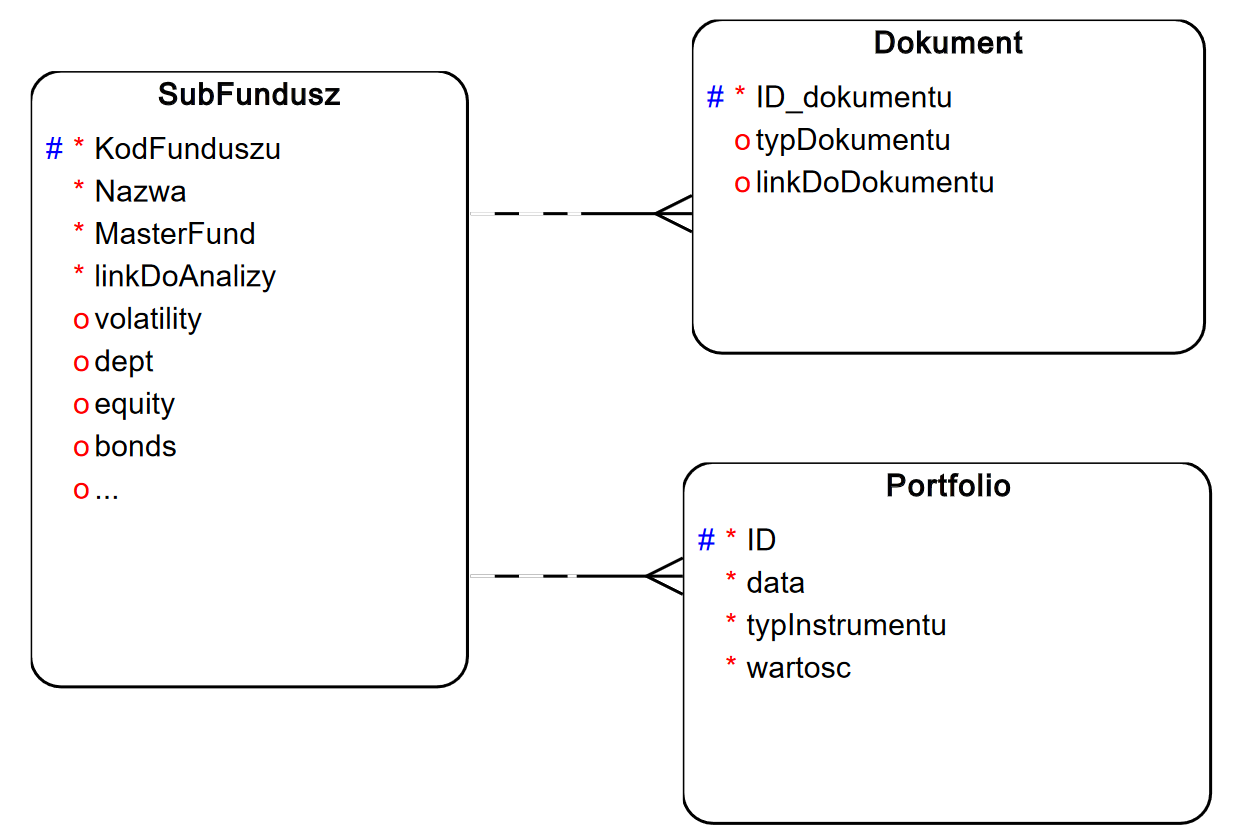 SubFundusz
# * KodFunduszu
* Nazwa
* MasterFund
* linkDoAnalizy
o volatility
o dept
o equity
o bonds
o ...
Dokument
# * ID_dokumentu
o typDokumentu
o linkDoDokumentu
Portfolio
# * ID
* data
* typInstrumentu
* wartosc